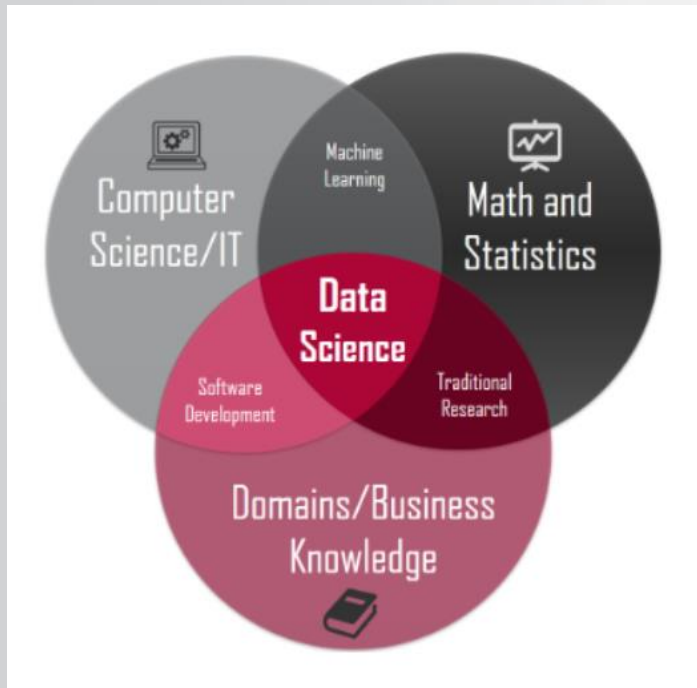 Machine
Learning
Computer
Science/IT
Math and
Statistics
Data
Science
Software
Development
Traditional
Research
Domains/Business
Knowledge